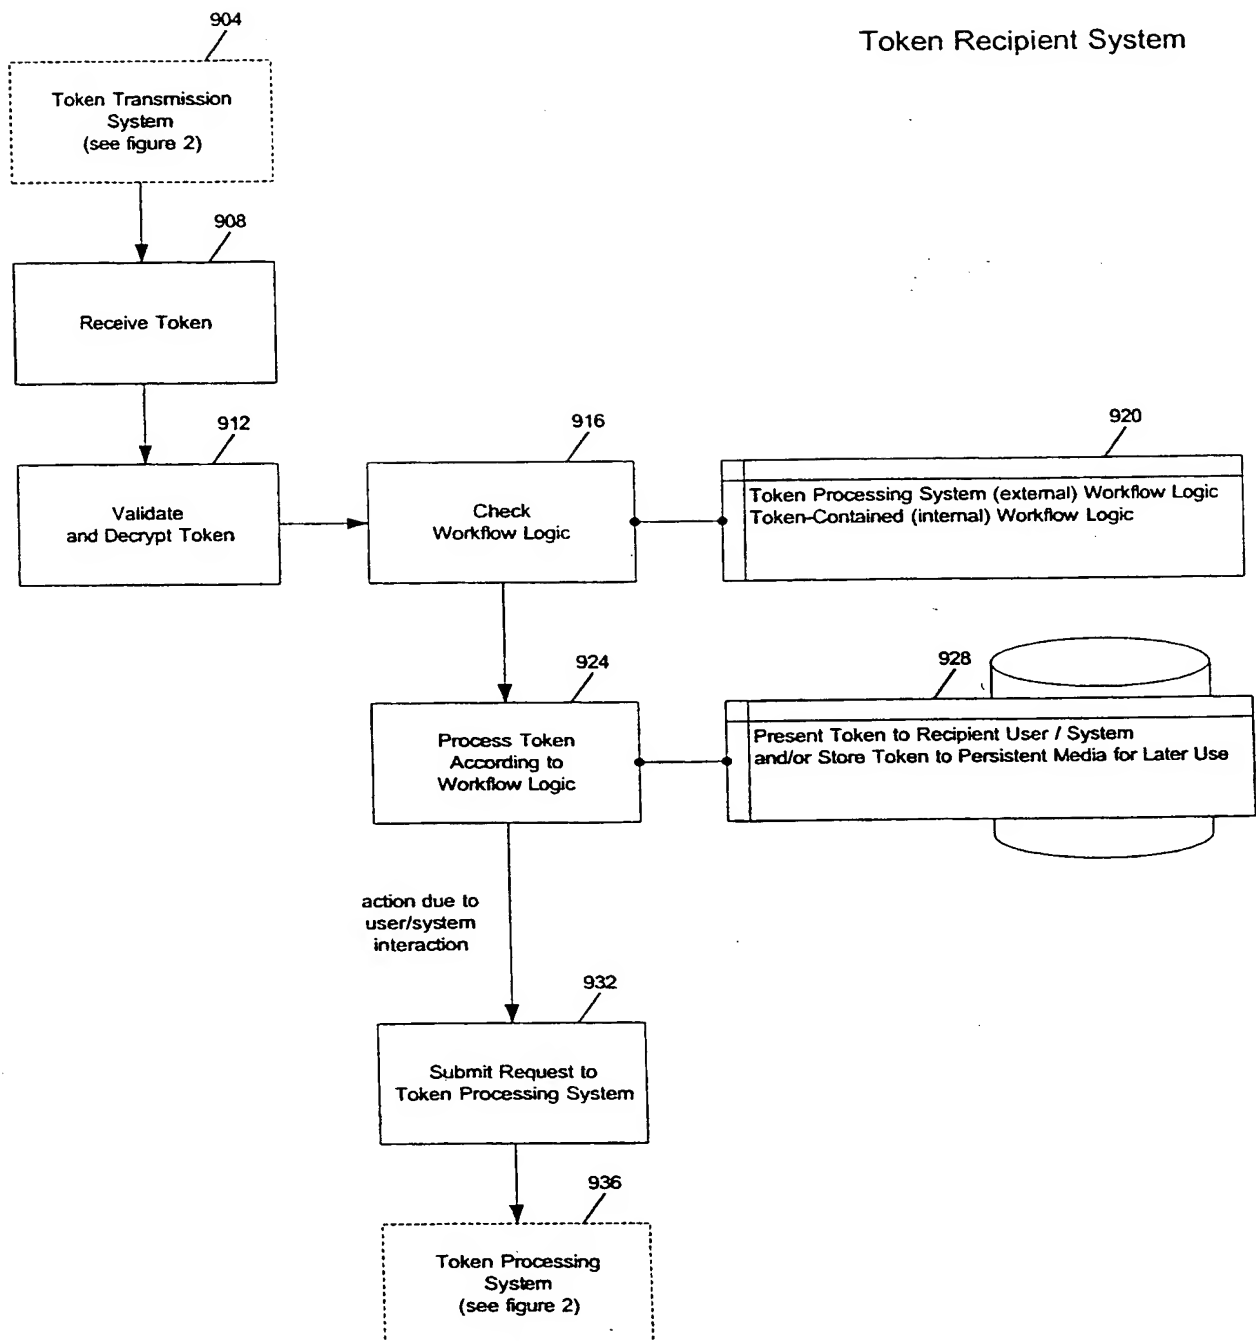 Token Recipient System
904
Token Transmission
System
(see figure 2)
908
Receive Token
912
Validate
and Decrypt Token
916
Check
Workflow Logic
920
Token Processing System (external) Workflow Logic
Token-Contained (internal) Workflow Logic
924
Process Token
According to
Workflow Logic
928
Present Token to Recipient User / System
and/or Store Token to Persistent Media for Later Use
action due to
user/system
interaction
932
Submit Request to
Token Processing System
936
Token Processing
System
(see figure 2)